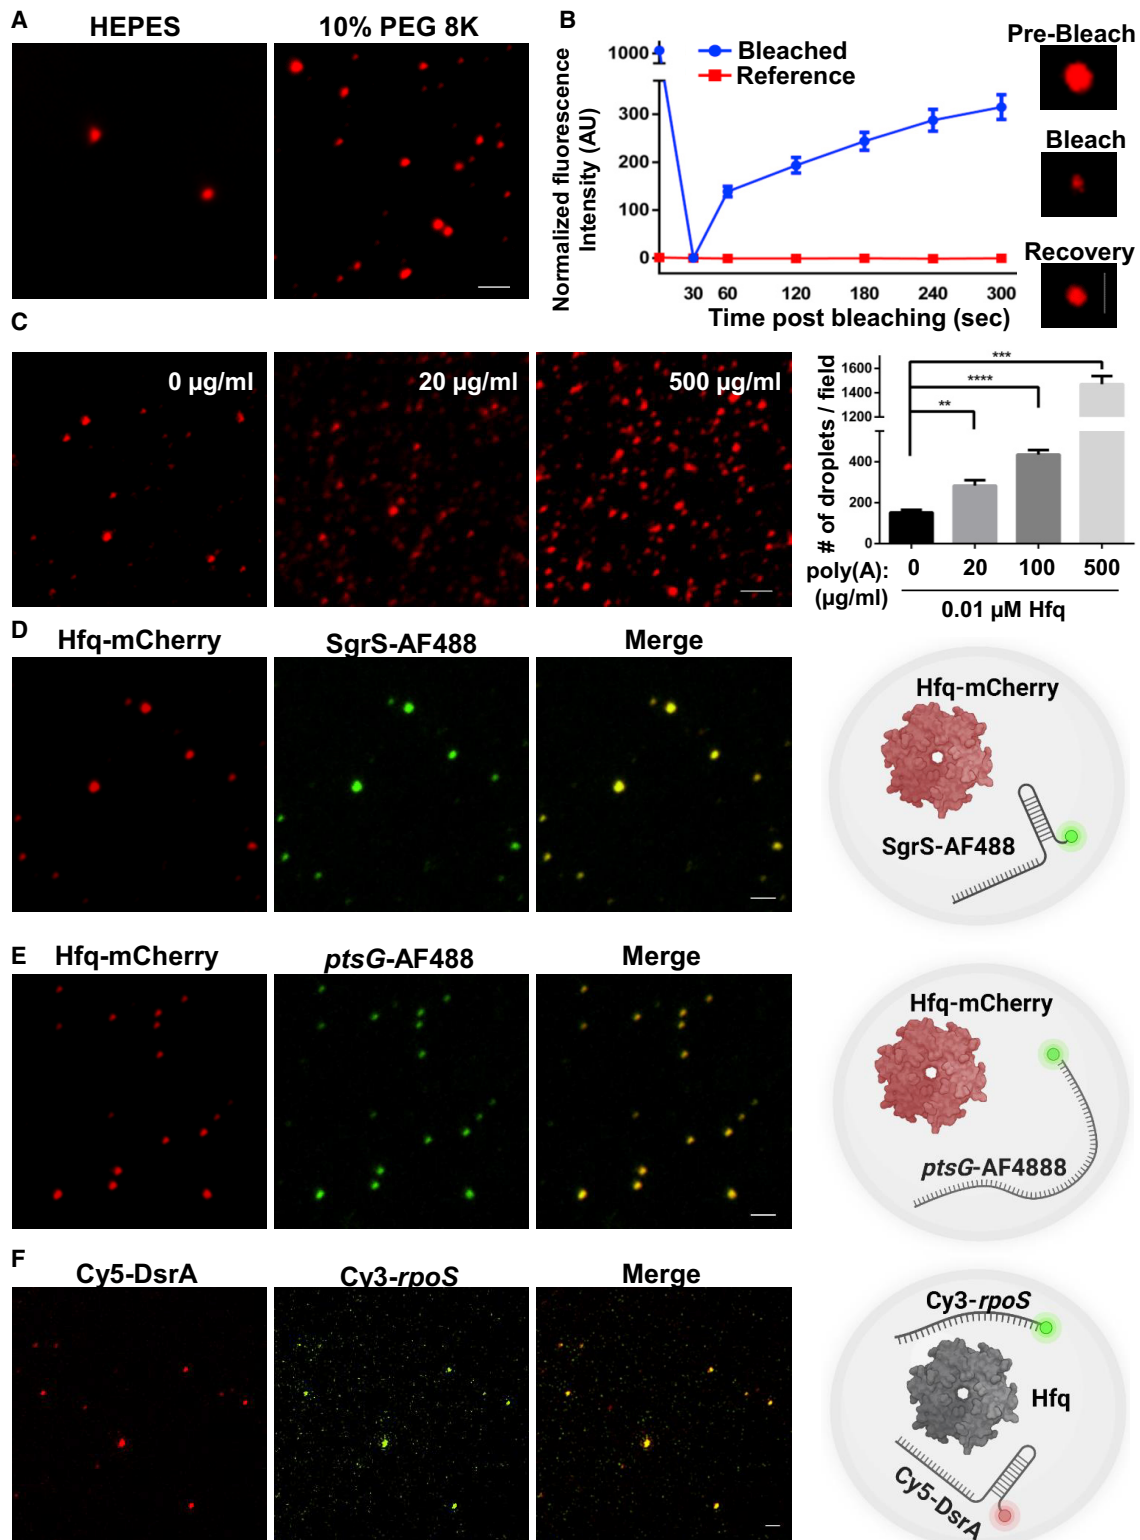 A
HEPES
10% PEG 8K
B
Normalized fluorescence
Intensity (AU)
1000
300
200
100
0
Bleached
Reference
30 60 120 180 240 300
Time post bleaching (sec)
Pre-Bleach
Bleach
Recovery
C
0 µg/ml
20 µg/ml
500 µg/ml
# of droplets / field
1600
1400
1200
400
200
0
***
****
**
poly(A): 0 20 100 500
(µg/ml)
0.01 µM Hfq
D
Hfq-mCherry
SgrS-AF488
Merge
Hfq-mCherry
SgrS-AF488
E
Hfq-mCherry
ptsG-AF488
Merge
Hfq-mCherry
ptsG-AF4888
F
Cy5-DsrA
Cy3-rpoS
Merge
Cy3-rpoS
Hfq
Cy5-DsrA